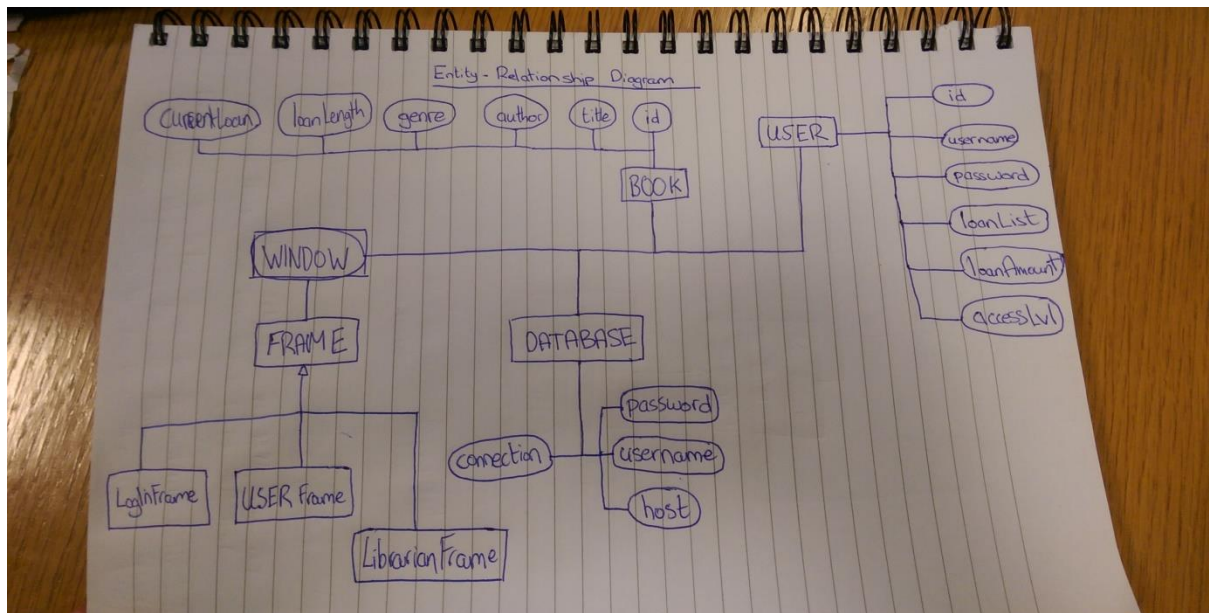 Entity-Relationship Diagram
currentLoan loanLength genre author title id
USER
id
username
password
loanList
loanAmount
accessLvl
BOOK
WINDOW
FRAME
DATABASE
password
connection username
host
LogInFrame USER Frame
LibrarianFrame